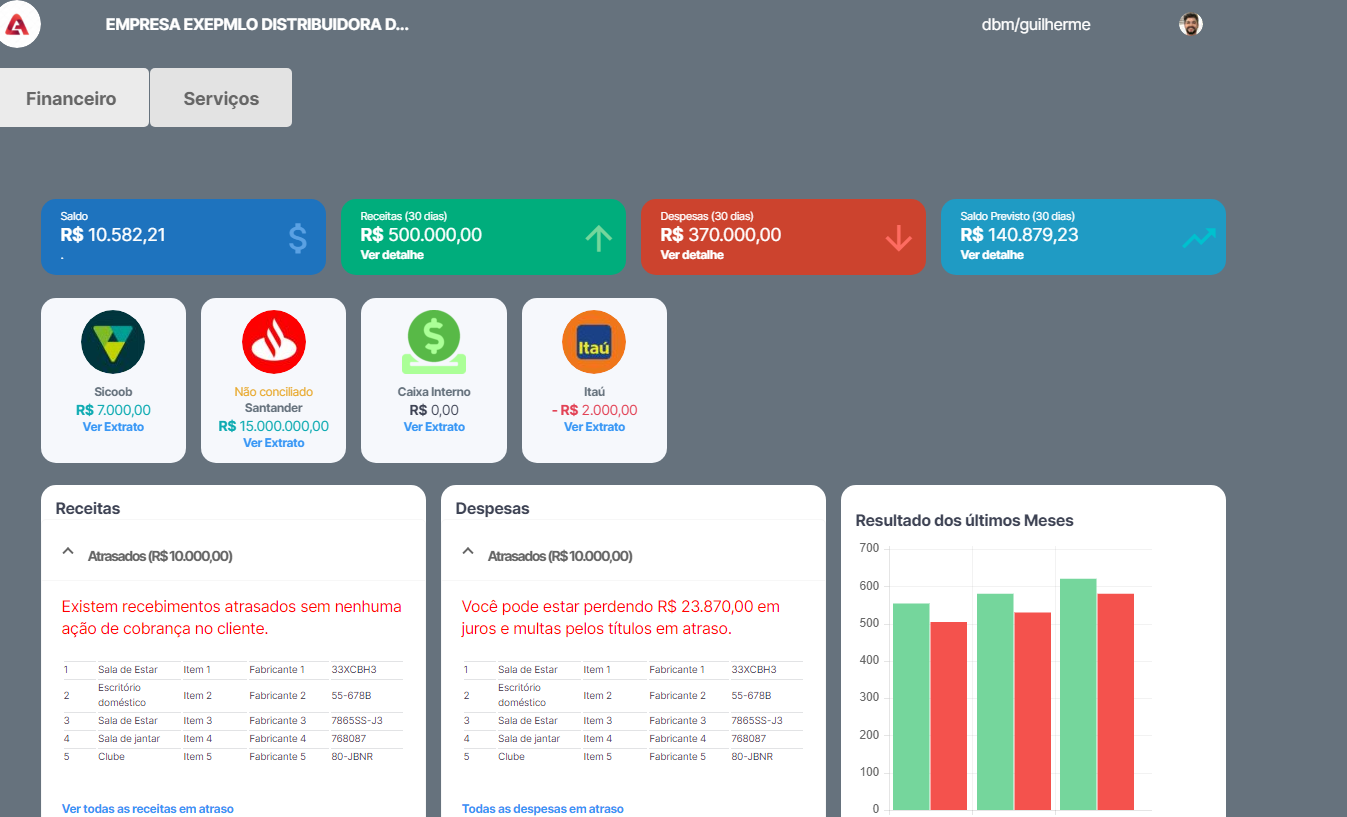 EMPRESA EXEPMLO DISTRIBUIDORA D...
dbm/guilherme
Financeiro
Serviços
Saldo
R$ 10.582,21
.
Receitas (30 dias)
R$ 500.000,00
Ver detalhe
Despesas (30 dias)
R$ 370.000,00
Ver detalhe
Saldo Previsto (30 dias)
R$ 140.879,23
Ver detalhe
Sicoob
R$ 7.000,00
Ver Extrato
Não conciliado
Santander
R$ 15.000.000,00
Ver Extrato
Caixa Interno
R$ 0,00
Ver Extrato
Itaú
Itaú
- R$ 2.000,00
Ver Extrato
Receitas
Atrasados (R$ 10.000,00)
Existem recebimentos atrasados sem nenhuma
ação de cobrança no cliente.
1 Sala de Estar Item 1 Fabricante 1 33XCBH3
2 Escritório doméstico Item 2 Fabricante 2 55-678B
3 Sala de Estar Item 3 Fabricante 3 7865SS-J3
4 Sala de jantar Item 4 Fabricante 4 768087
5 Clube Item 5 Fabricante 5 80-JBNR
Ver todas as receitas em atraso
Despesas
Atrasados (R$ 10.000,00)
Você pode estar perdendo R$ 23.870,00 em
juros e multas pelos títulos em atraso.
1 Sala de Estar Item 1 Fabricante 1 33XCBH3
2 Escritório doméstico Item 2 Fabricante 2 55-678B
3 Sala de Estar Item 3 Fabricante 3 7865SS-J3
4 Sala de jantar Item 4 Fabricante 4 768087
5 Clube Item 5 Fabricante 5 80-JBNR
Todas as despesas em atraso
Resultado dos últimos Meses
700
600
500
400
300
200
100
0